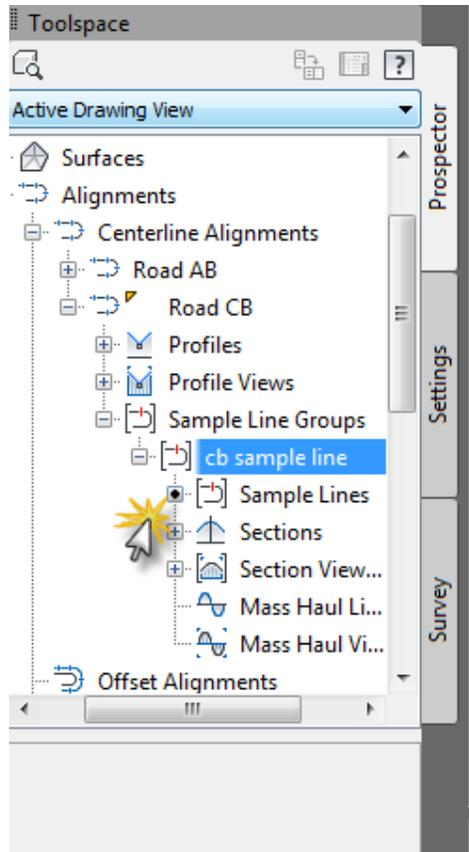 Toolspace
?
Active Drawing View
Surfaces
Alignments
Centerline Alignments
Road AB
Road CB
Profiles
Profile Views
Sample Line Groups
cb sample line
Sample Lines
Sections
Section View...
Mass Haul Li...
Mass Haul Vi...
Offset Alignments
Prospector
Settings
Survey